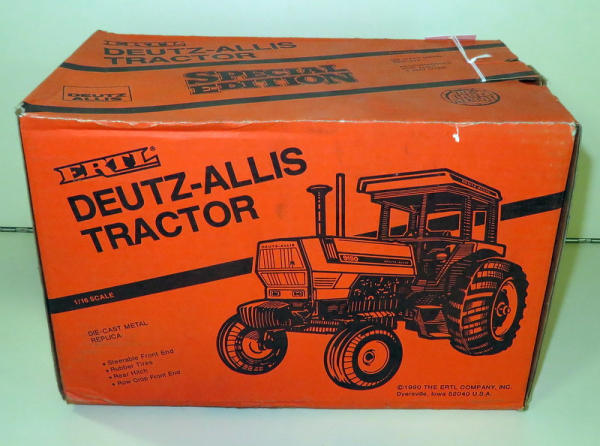 ERTL
DEUTZ-ALLIS
TRACTOR
SPECIAL
EDITION
DEUTZ
ALLIS
ERTL®
DEUTZ-ALLIS
TRACTOR
1/16 SCALE
DIE-CAST METAL
REPLICA
• Steerable Front End
• Rubber Tires
• Rear Hitch
• Row Crop Front End
DEUTZ-ALLIS
9150
©1990 THE ERTL COMPANY, INC.
Dyersville, Iowa 52040 U.S.A.